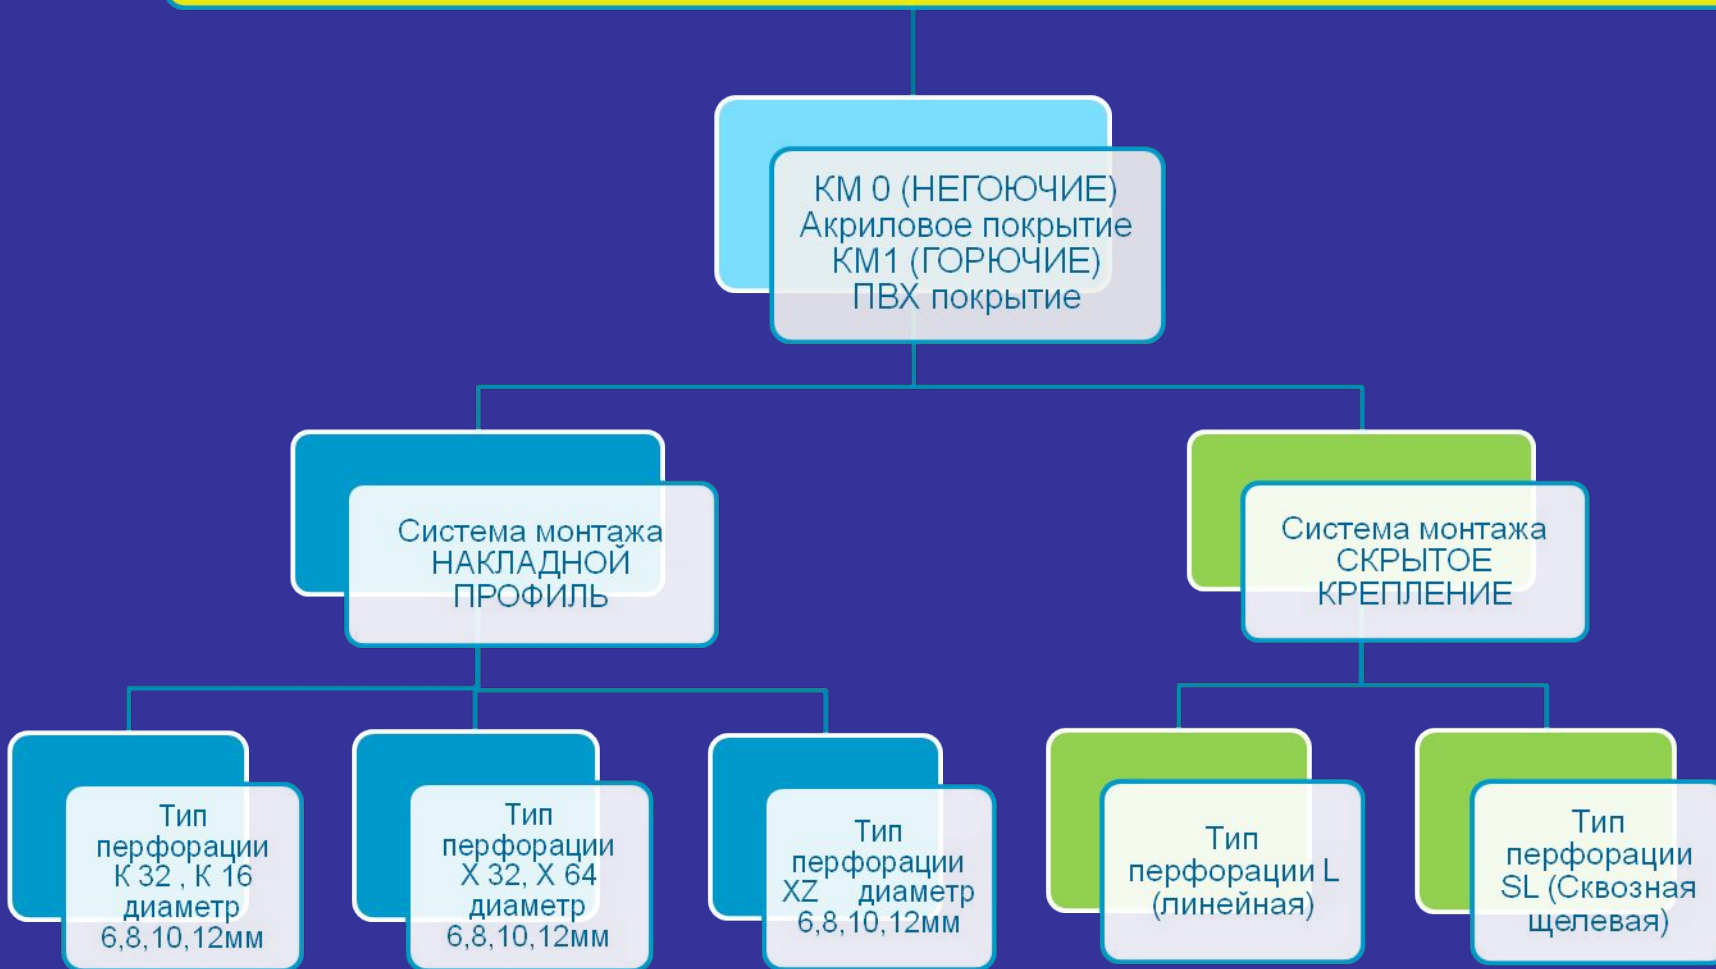 КМ 0 (НЕГОЮЧИЕ)
Акриловое покрытие
КМ1 (ГОРЮЧИЕ)
ПВХ покрытие
Система монтажа
НАКЛАДНОЙ
ПРОФИЛЬ
Система монтажа
СКРЫТОЕ
КРЕПЛЕНИЕ
Тип
перфорации
К 32 , К 16
диаметр
6,8,10,12мм
Тип
перфорации
Х 32, Х 64
диаметр
6,8,10,12мм
Тип
перфорации
XZ диаметр
6,8,10,12мм
Тип
перфорации L
(линейная)
Тип
перфорации
SL (Сквозная
щелевая)